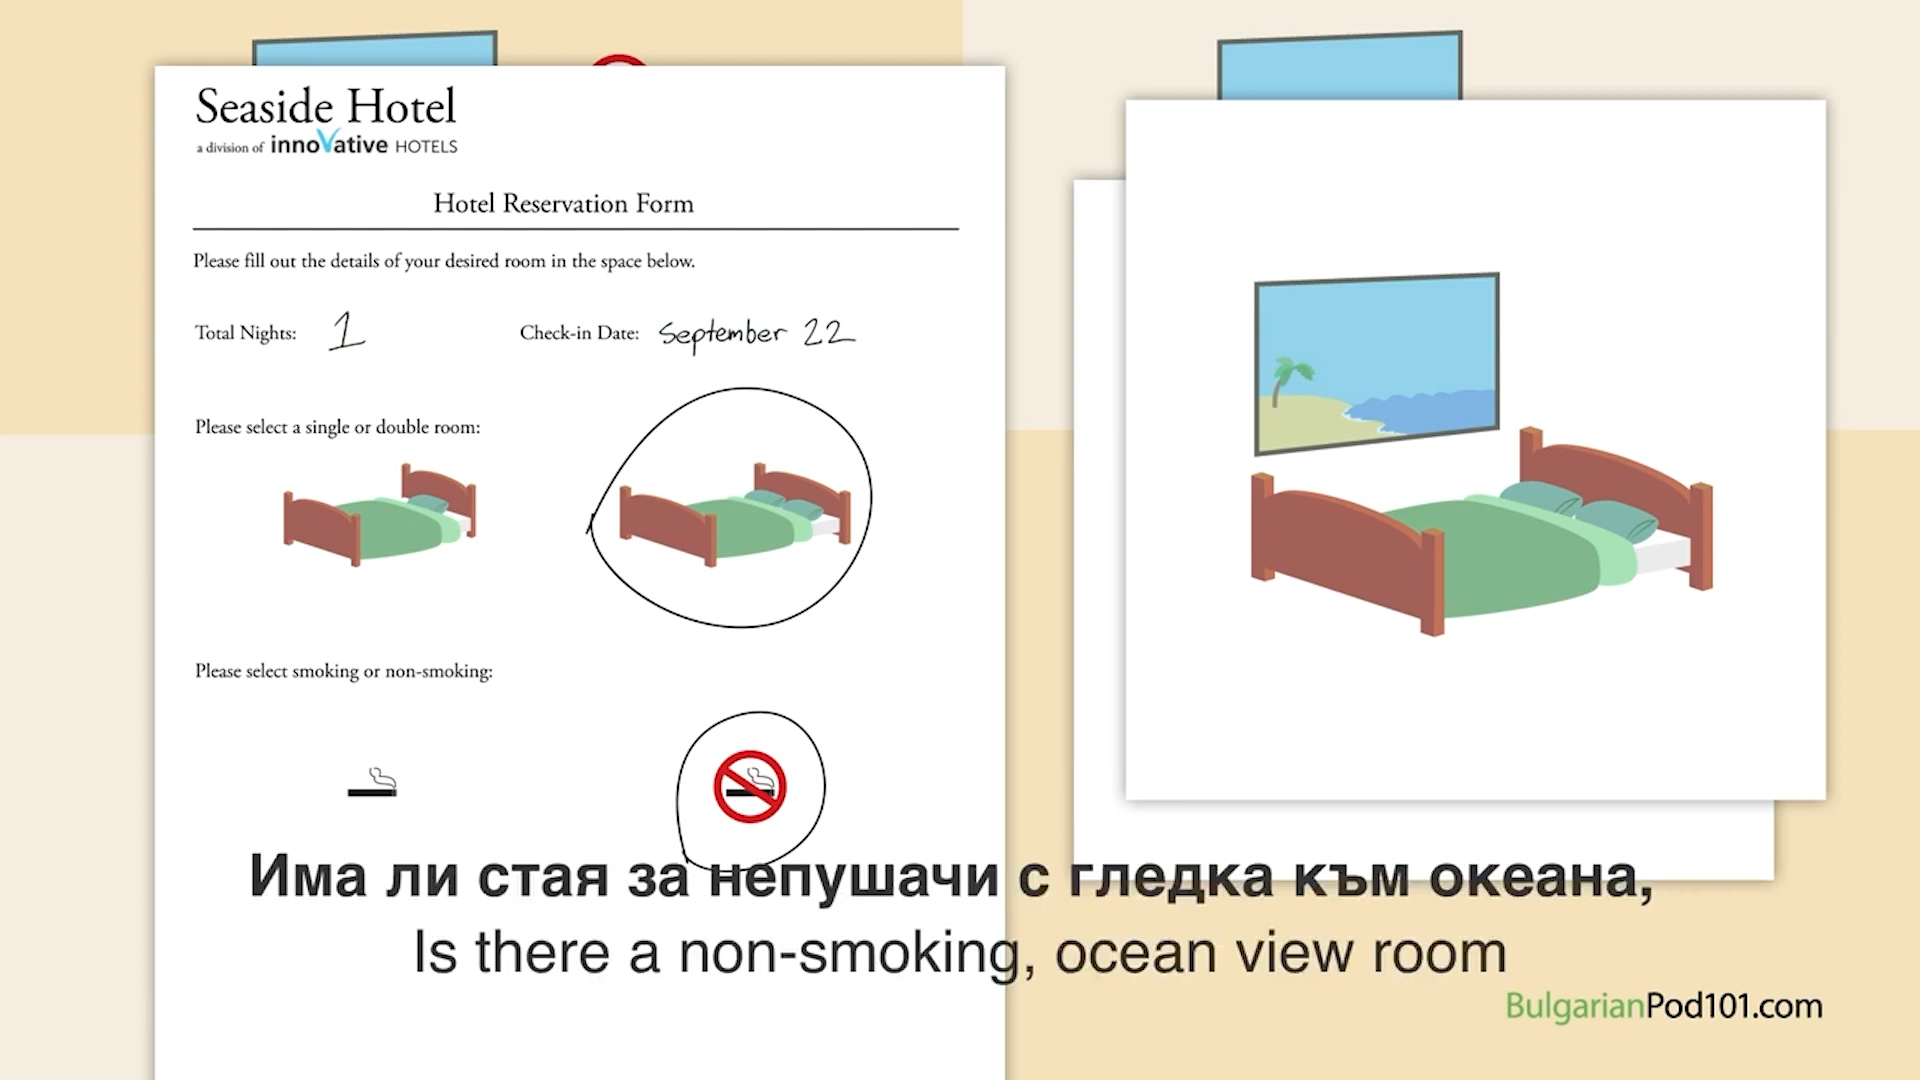 Seaside Hotel
a division of innovative HOTELS
Hotel Reservation Form
Please fill out the details of your desired room in the space below.
Total Nights: 1 Check-in Date: September 22
Please select a single or double room:
Please select smoking or non-smoking:
Има ли стая за непушачи с гледка към океана,
Is there a non-smoking, ocean view room
BulgarianPod101.com